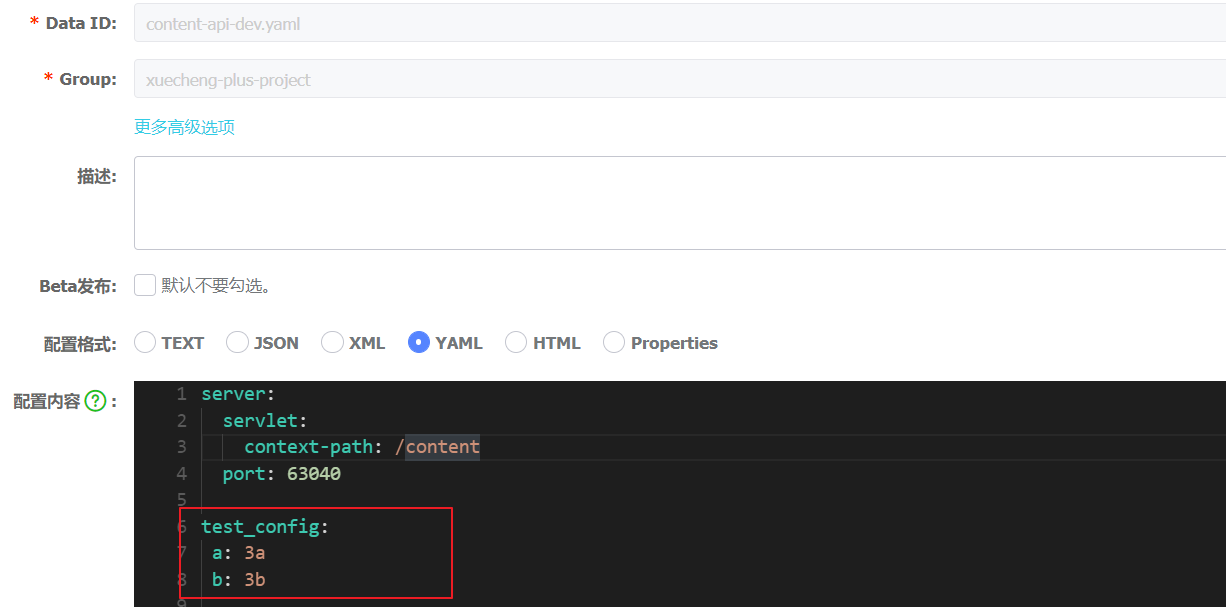 * Data ID: content-api-dev.yaml
* Group: xuecheng-plus-project
更多高级选项
描述:
Beta发布: 默认不要勾选。
配置格式: TEXT JSON XML YAML HTML Properties
配置内容 ? :
1 server:
2   servlet:
3     context-path: /content
4   port: 63040
5
6 test_config:
7  a: 3a
8  b: 3b
9